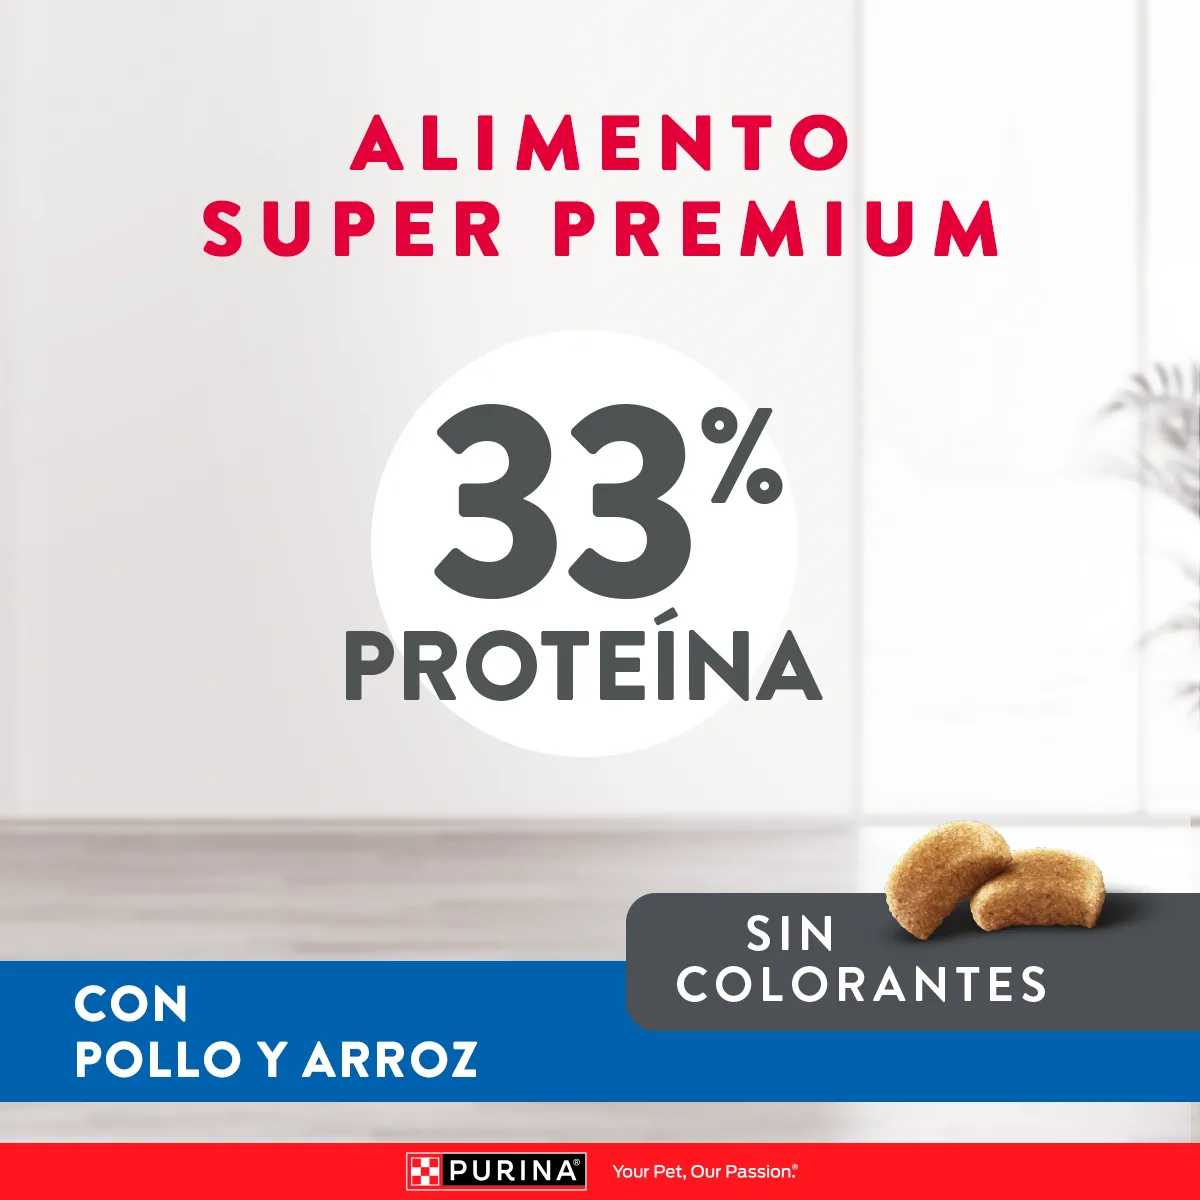 ALIMENTO
SUPER PREMIUM
33%
PROTEÍNA
SIN
COLORANTES
CON
POLLO Y ARROZ
PURINA® Your Pet, Our Passion.®